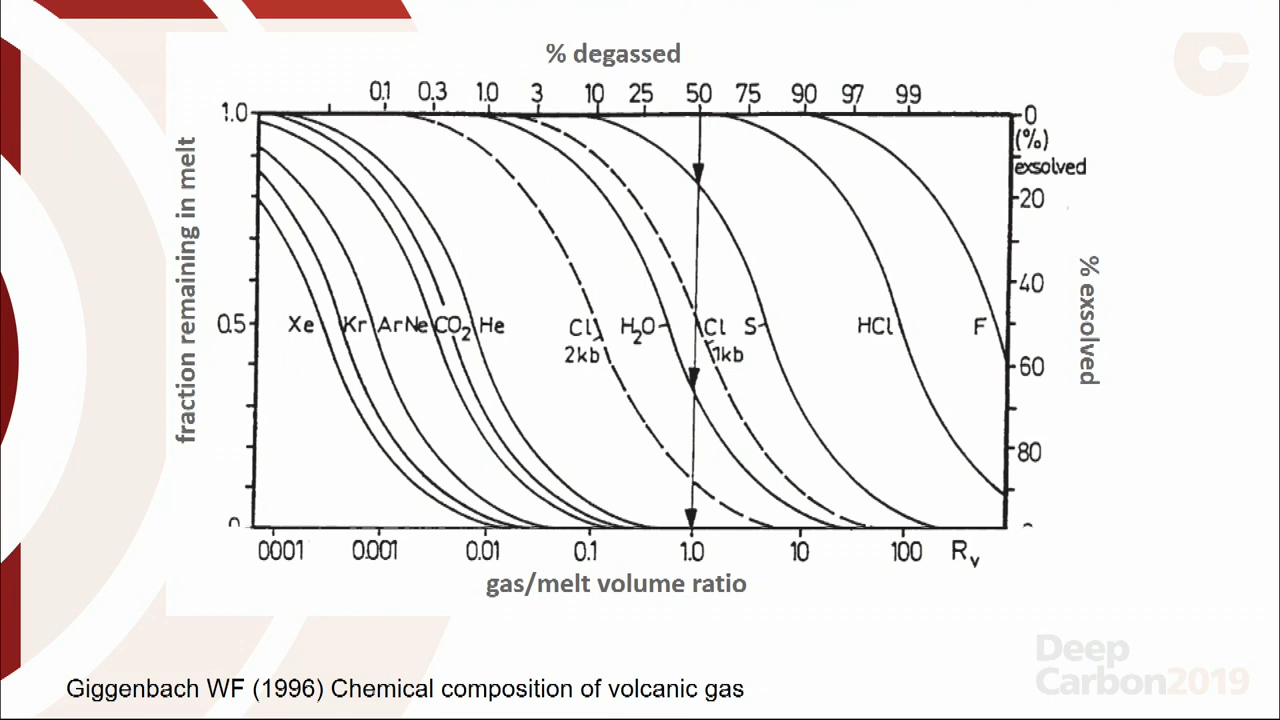 % degassed
0.1 0.3 1.0 3 10 25 50 75 90 97 99
1.0
0
(%)
exsolved
20
40
60
80
0.5
0
fraction remaining in melt
% exsolved
Xe Kr Ar Ne CO₂ He Cl H₂O Cl S HCl F
2kb 1kb
0001 0.001 0.01 0.1 1.0 10 100 Rᵥ
gas/melt volume ratio
Deep
Carbon2019
Giggenbach WF (1996) Chemical composition of volcanic gas